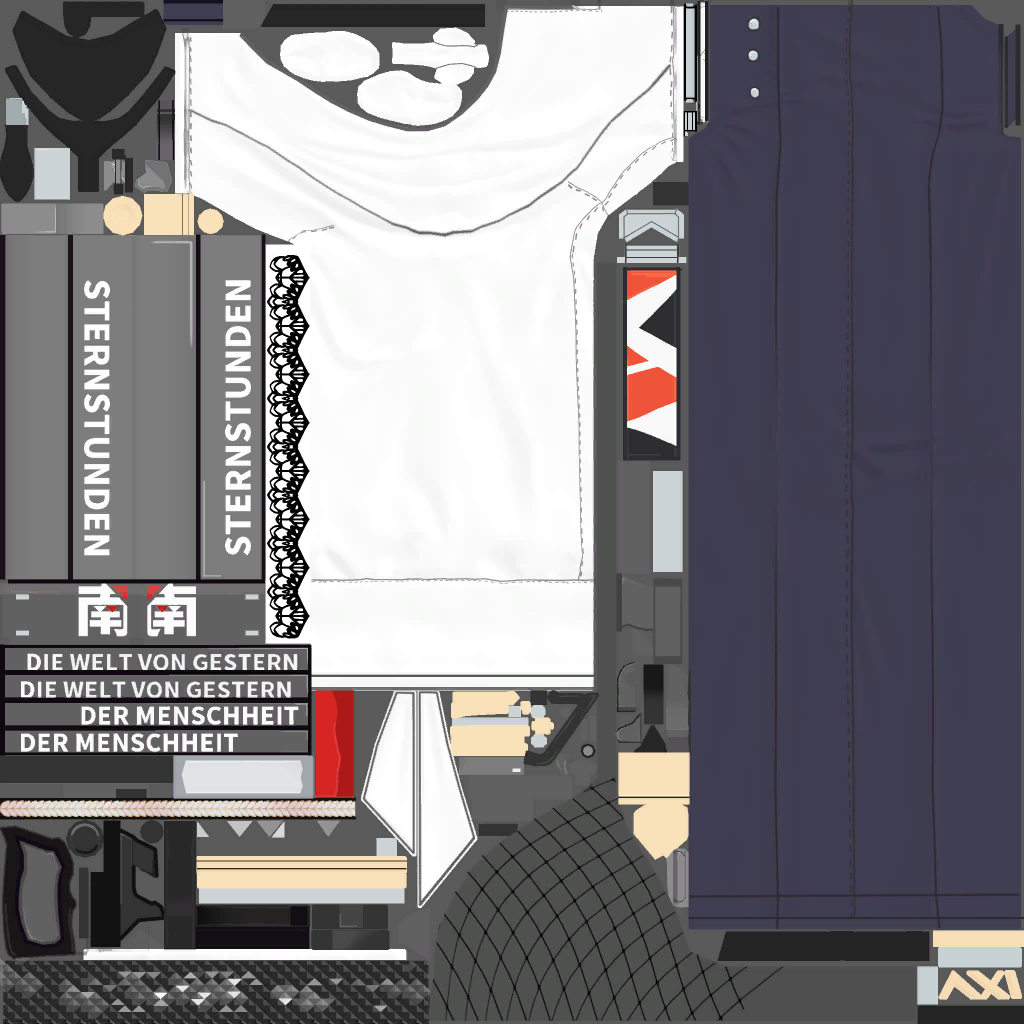 STERNSTUNDEN
STERNSTUNDEN
南 南
DIE WELT VON GESTERN
DIE WELT VON GESTERN
DER MENSCHHEIT
DER MENSCHHEIT